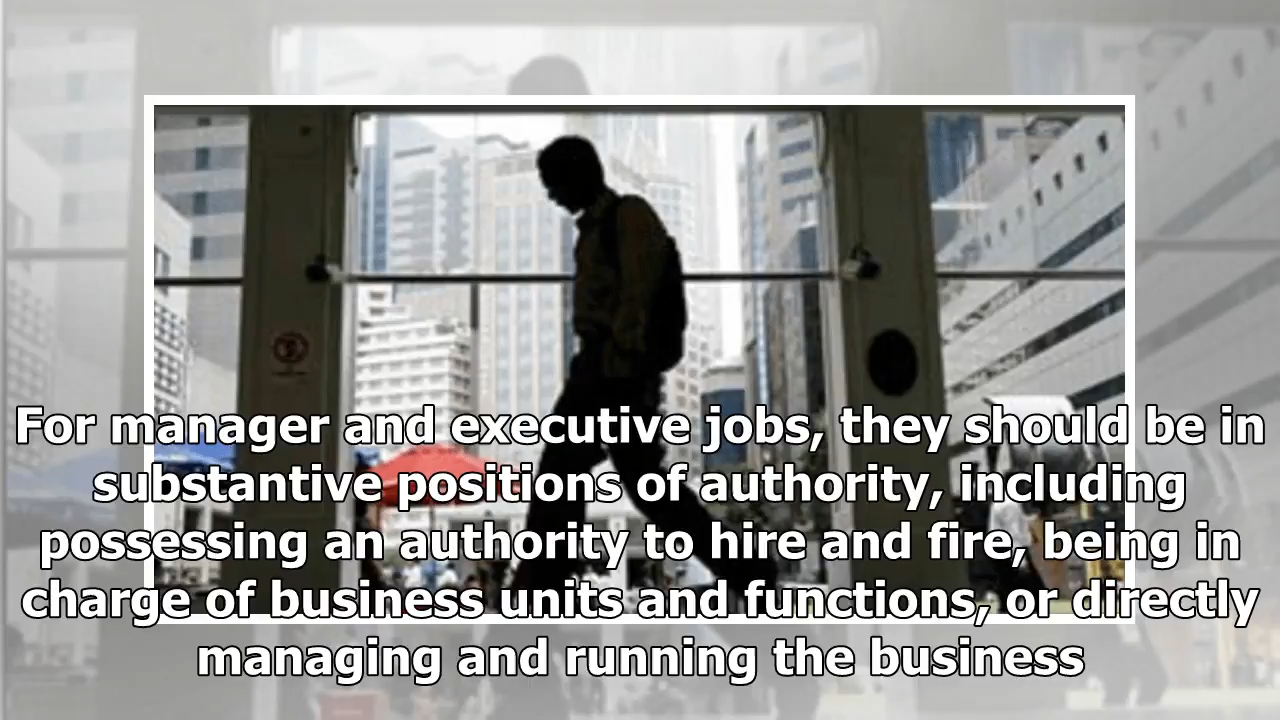 For manager and executive jobs, they should be in
substantive positions of authority, including
possessing an authority to hire and fire, being in
charge of business units and functions, or directly
managing and running the business